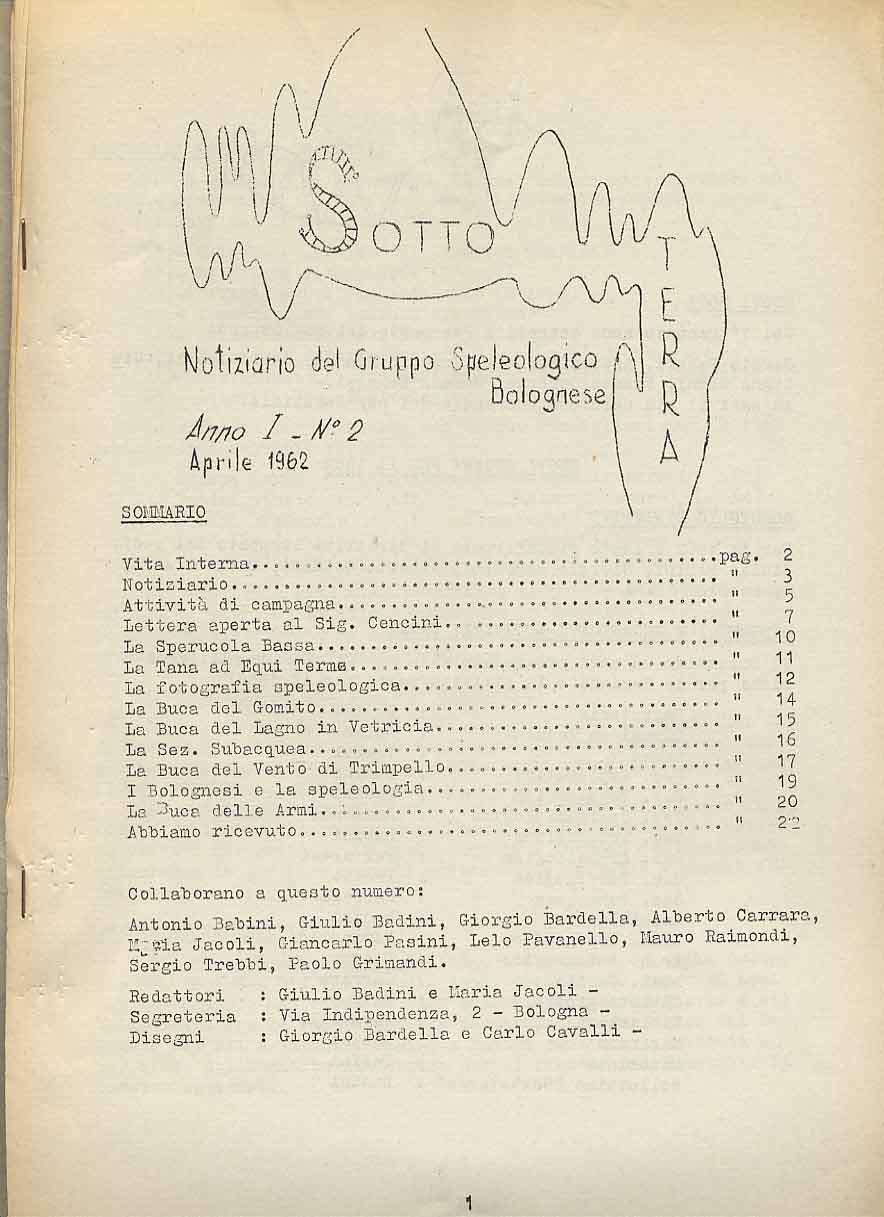 SOTTO
TERRA
Notiziario del Gruppo Speleologico
Bolognese
Anno I - N° 2
Aprile 1962
SOMMARIO
Vita Interna pag. 2
Notiziario " 3
Attività di campagna " 5
Lettera aperta al Sig. Cencini " 7
La Sperucola Bassa " 10
La Tana ad Equi Terme " 11
La fotografia speleologica " 12
La Buca del Gomito " 14
La Buca del Lagno in Vetricia " 15
La Sez. Subacquea " 16
La Buca del Vento di Trimpello " 17
I Bolognesi e la speleologia " 19
La Buca delle Armi " 20
Abbiamo ricevuto "
Collaborano a questo numero:
Antonio Babini, Giulio Badini, Giorgio Bardella, Alberto Carrara,
Maria Jacoli, Giancarlo Pasini, Lelo Pavanello, Mauro Raimondi,
Sergio Trebbi, Paolo Grimandi.
Redattori : Giulio Badini e Maria Jacoli -
Segreteria : Via Indipendenza, 2 - Bologna -
Disegni : Giorgio Bardella e Carlo Cavalli -
1